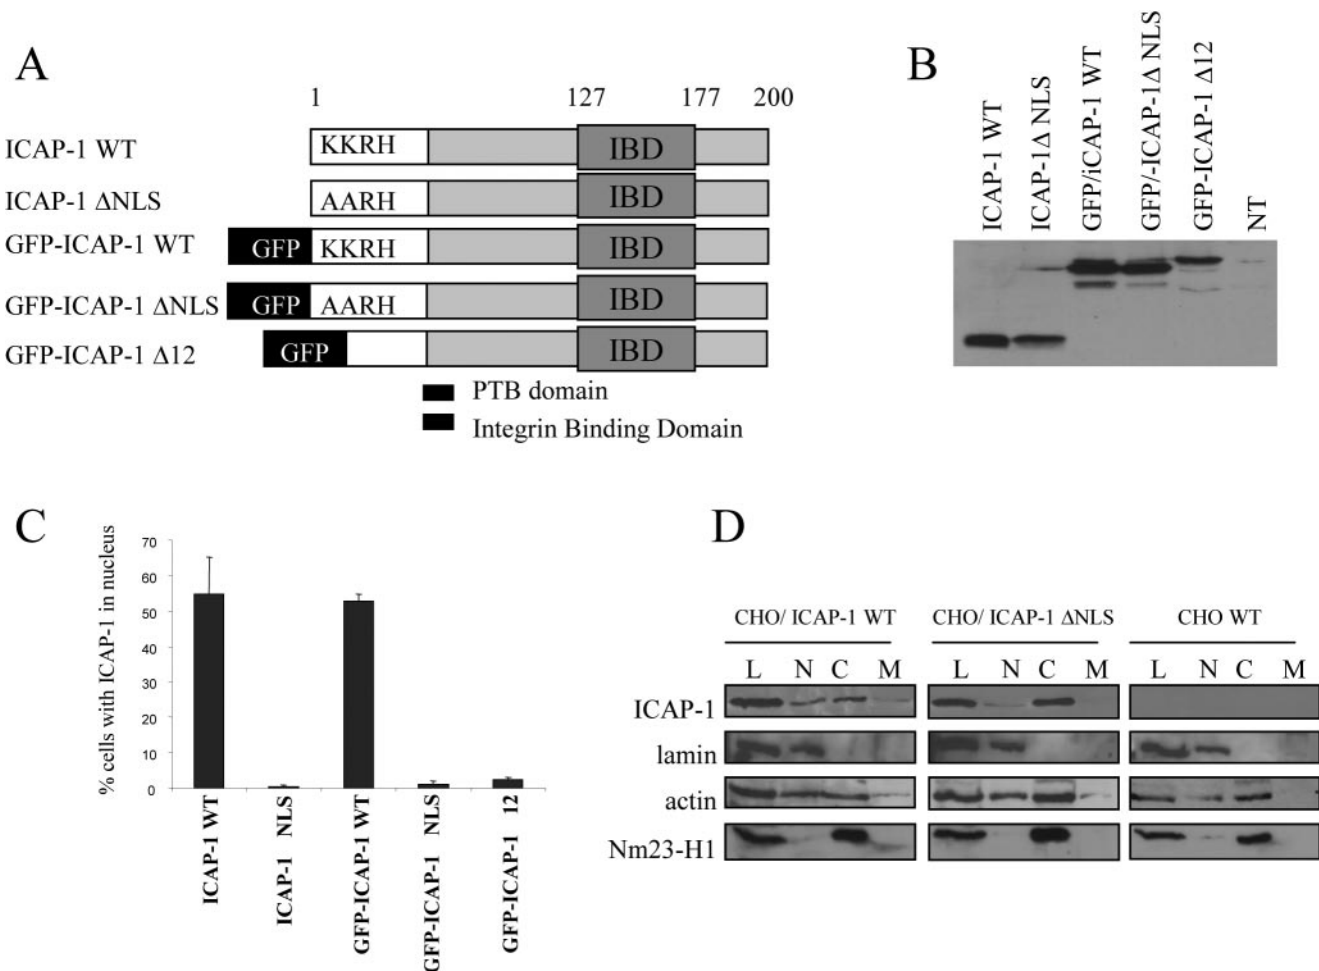 A
1 127 177 200
ICAP-1 WT KKRH IBD
ICAP-1 ΔNLS AARH IBD
GFP-ICAP-1 WT GFP KKRH IBD
GFP-ICAP-1 ΔNLS GFP AARH IBD
GFP-ICAP-1 Δ12 GFP IBD
PTB domain
Integrin Binding Domain
B
ICAP-1 WT
ICAP-1Δ NLS
GFP/iCAP-1 WT
GFP/-ICAP-1Δ NLS
GFP-ICAP-1 Δ12
NT
C
% cells with ICAP-1 in nucleus
70
60
50
40
30
20
10
0
ICAP-1 WT
ICAP-1 NLS
GFP-ICAP-1 WT
GFP-ICAP-1 NLS
GFP-ICAP-1 12
D
CHO/ ICAP-1 WT CHO/ ICAP-1 ΔNLS CHO WT
L N C M L N C M L N C M
ICAP-1
lamin
actin
Nm23-H1